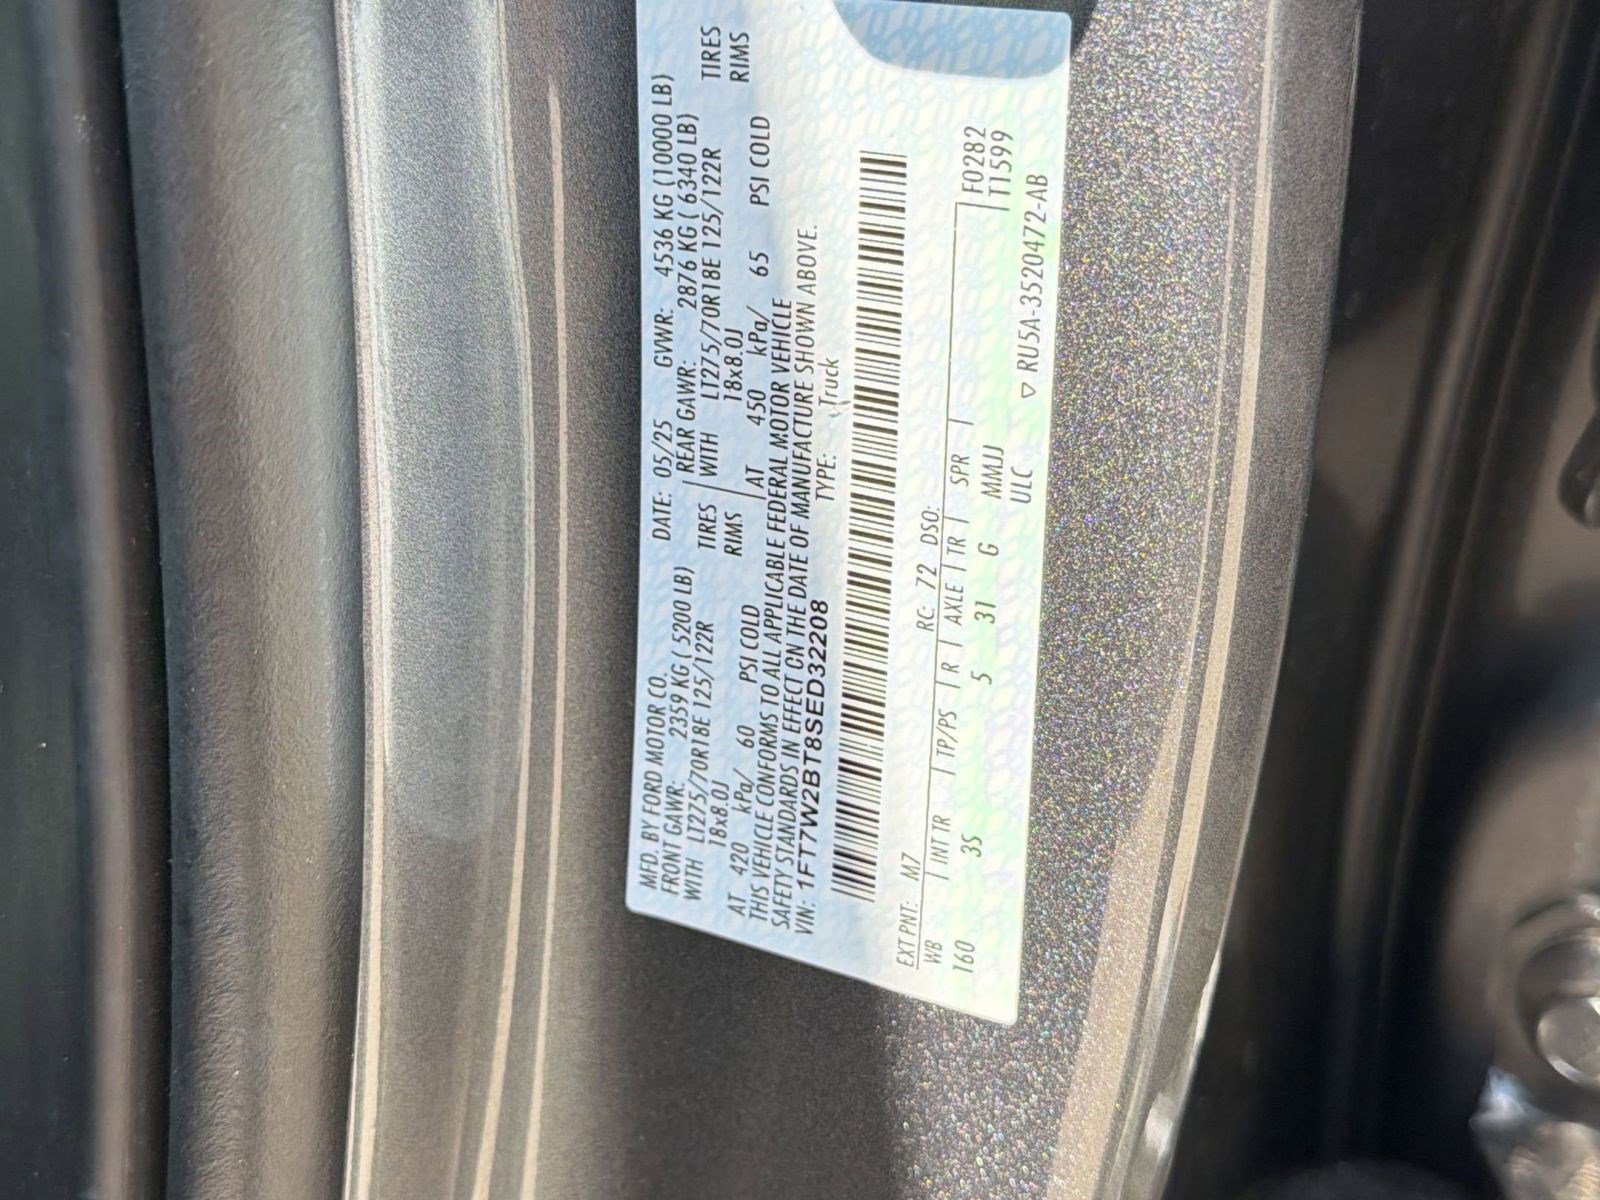 MFD. BY FORD MOTOR CO. DATE: 05/25 GVWR: 4536 KG (10000 LB)
FRONT GAWR: 2359 KG ( 5200 LB) REAR GAWR: 2876 KG ( 6340 LB)
WITH LT275/70R18E 125/122R TIRES WITH LT275/70R18E 125/122R TIRES
18x8.0J RIMS 18x8.0J RIMS
AT 420 kPa/ 60 PSI COLD AT 450 kPa/ 65 PSI COLD
THIS VEHICLE CONFORMS TO ALL APPLICABLE FEDERAL MOTOR VEHICLE
SAFETY STANDARDS IN EFFECT ON THE DATE OF MANUFACTURE SHOWN ABOVE.
VIN: 1FT7W2BT8SED32208 TYPE: Truck
EXT PNT: M7 RC: 72 DSO: F0282
WB INT TR TP/PS R AXLE TR SPR T1599
160 3S 5 31 G MMJJ
ULC ▽ RU5A-3520472-AB